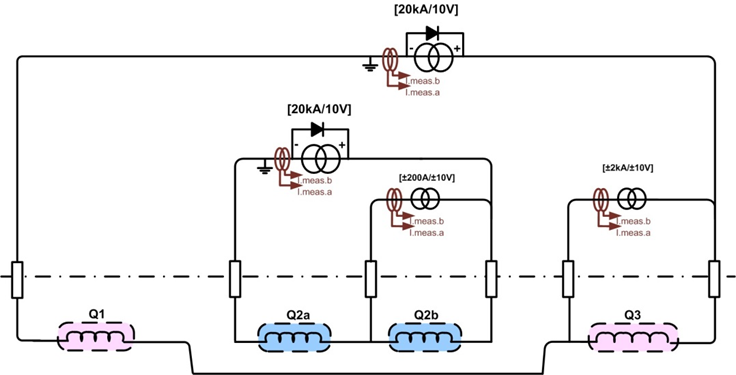 [20kA/10V]
- +
I.meas.b
I.meas.a
[20kA/10V]
- +
I.meas.b
I.meas.a
[±200A/±10V]
I.meas.b
I.meas.a
[±2kA/±10V]
I.meas.b
I.meas.a
Q1
Q2a
Q2b
Q3